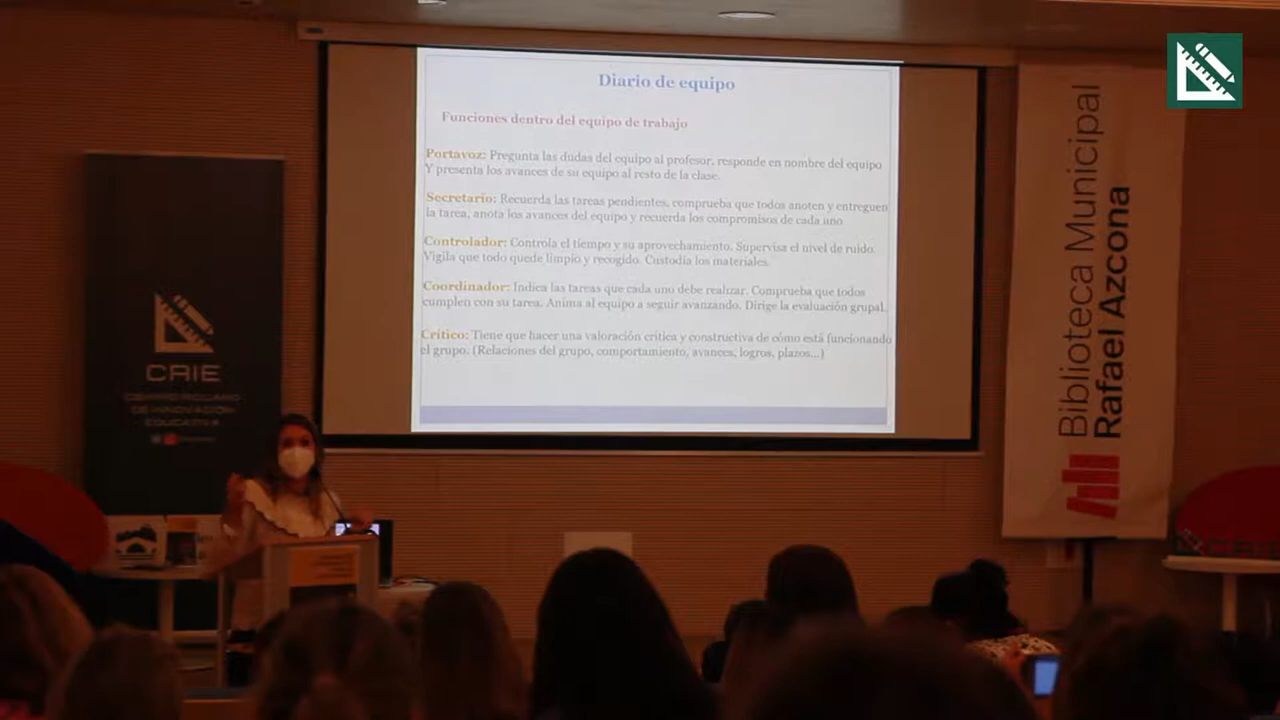 Diario de equipo
Funciones dentro del equipo de trabajo
Portavoz: Pregunta las dudas del equipo al profesor, responde en nombre del equipo
Y presenta los avances de su equipo al resto de la clase.
Secretario: Recuerda las tareas pendientes, comprueba que todos anoten y entreguen
la tarea, anota los avances del equipo y recuerda los compromisos de cada uno
Controlador: Controla el tiempo y su aprovechamiento. Supervisa el nivel de ruido.
Vigila que todo quede limpio y recogido. Custodia los materiales.
Coordinador: Indica las tareas que cada uno debe realizar. Comprueba que todos
cumplen con su tarea. Anima al equipo a seguir avanzando. Dirige la evaluación grupal.
Crítico: Tiene que hacer una valoración crítica y constructiva de cómo está funcionando
el grupo. (Relaciones del grupo, comportamiento, avances, logros, plazos...)
CRIE
CENTRO RIOJANO
DE INNOVACIÓN
EDUCATIVA
Biblioteca Municipal
Rafael Azcona